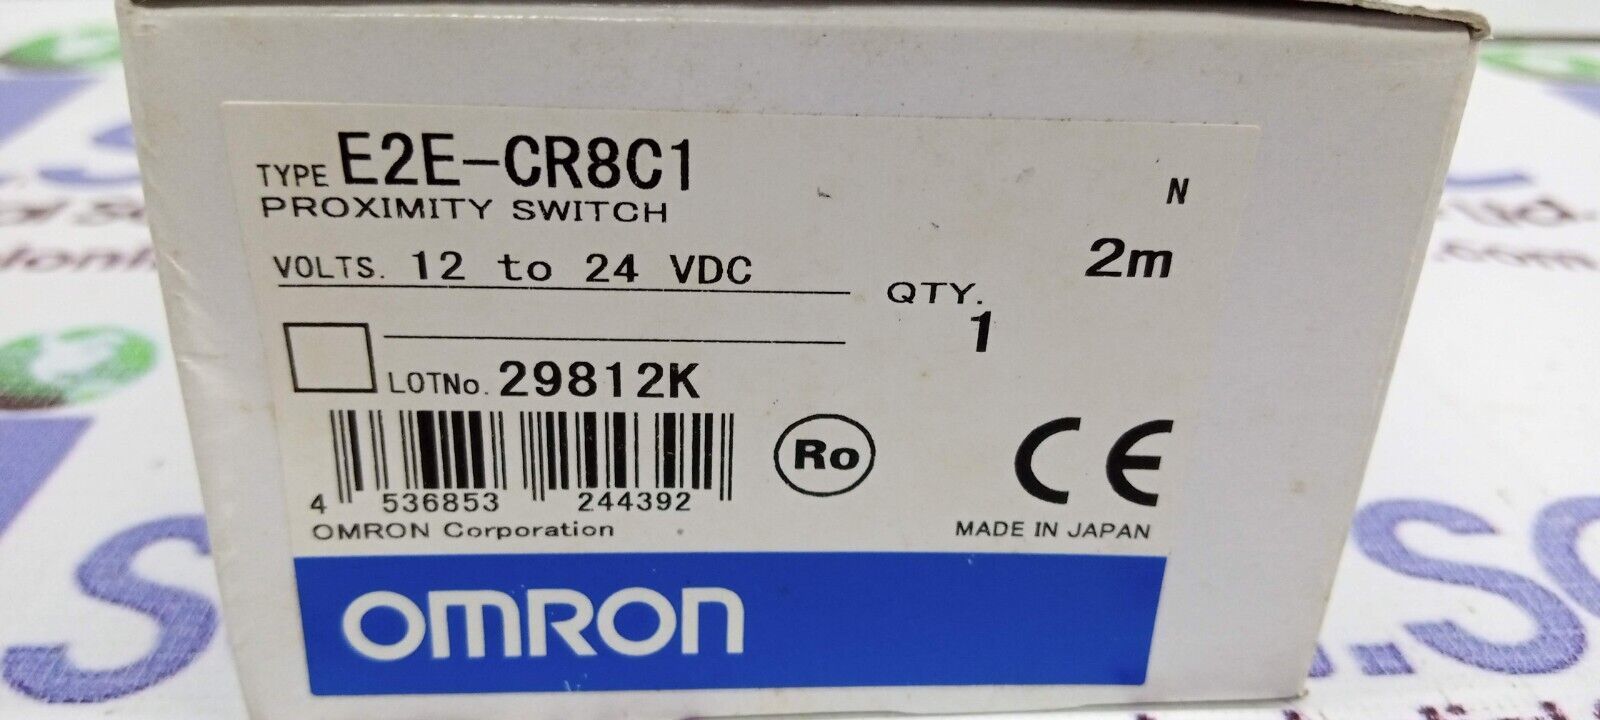 TYPE E2E-CR8C1
PROXIMITY SWITCH
N
VOLTS. 12 to 24 VDC
2m
QTY.
1
LOTNo. 29812K
4 536853 244392
Ro
CE
OMRON Corporation
MADE IN JAPAN
OMRON